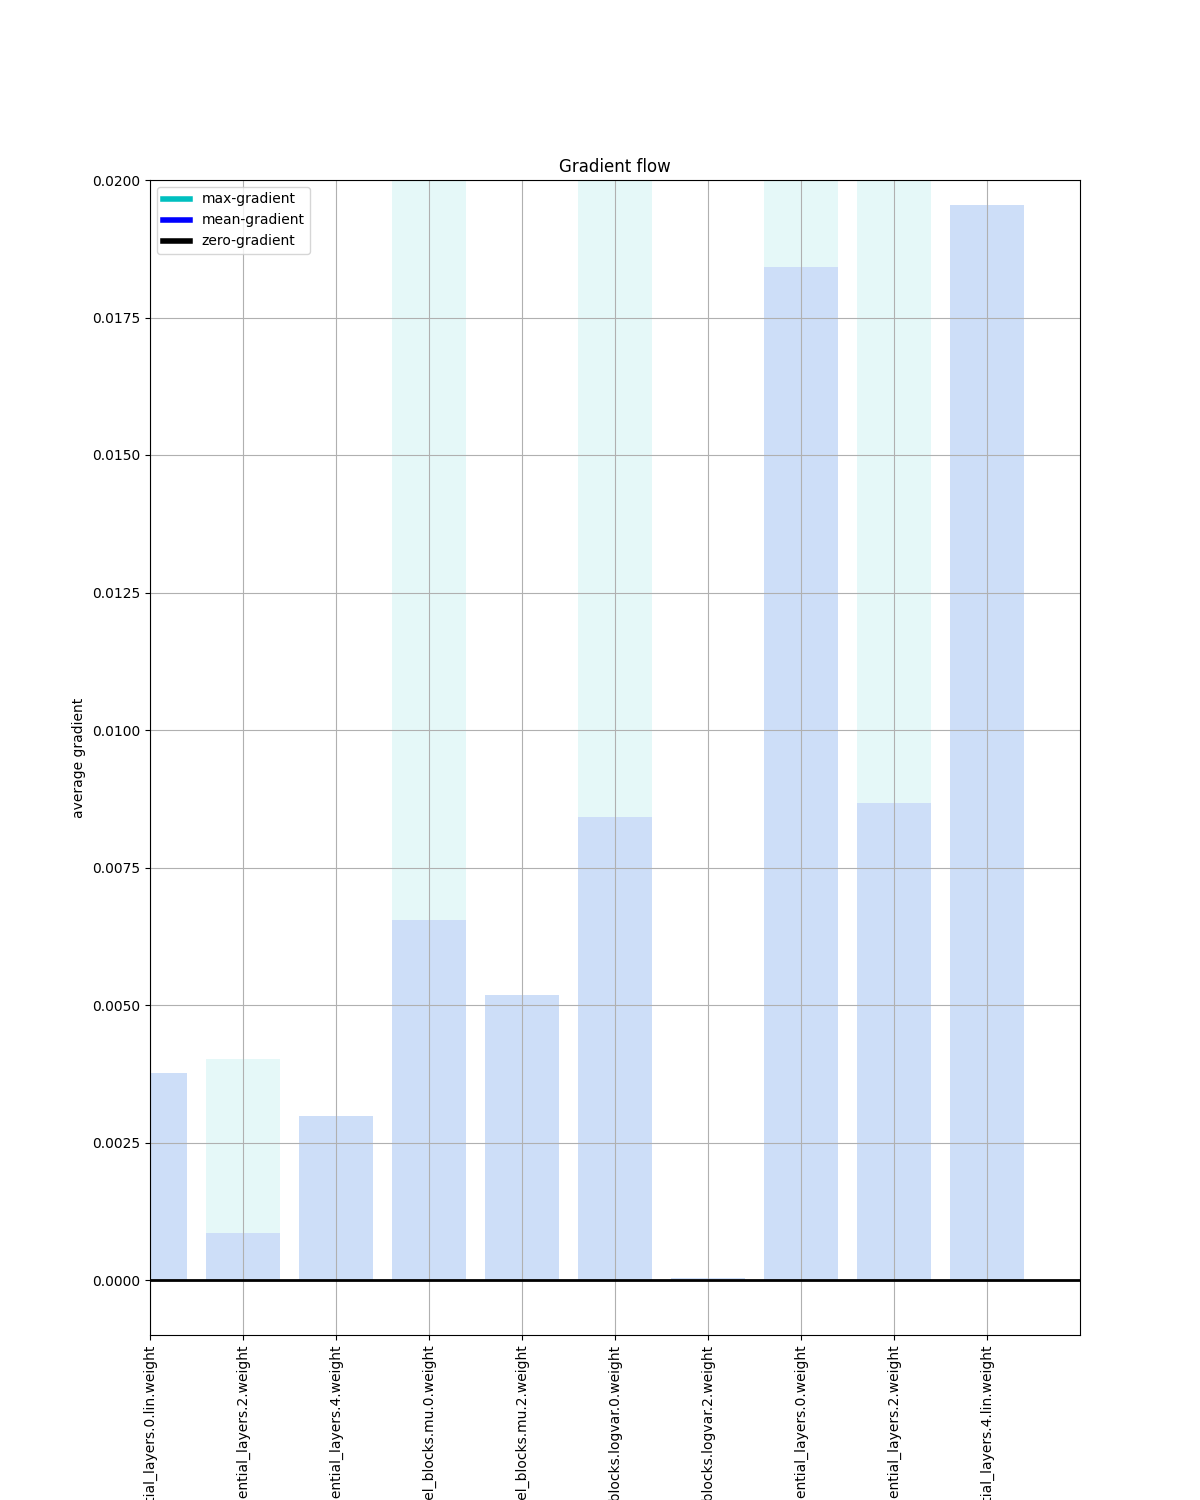 Gradient flow
max-gradient
mean-gradient
zero-gradient
0.0200
0.0175
0.0150
0.0125
0.0100
0.0075
0.0050
0.0025
0.0000
average gradient
tial_layers.0.lin.weight
ential_layers.2.weight
ential_layers.4.weight
el_blocks.mu.0.weight
el_blocks.mu.2.weight
blocks.logvar.0.weight
blocks.logvar.2.weight
ential_layers.0.weight
ential_layers.2.weight
tial_layers.4.lin.weight